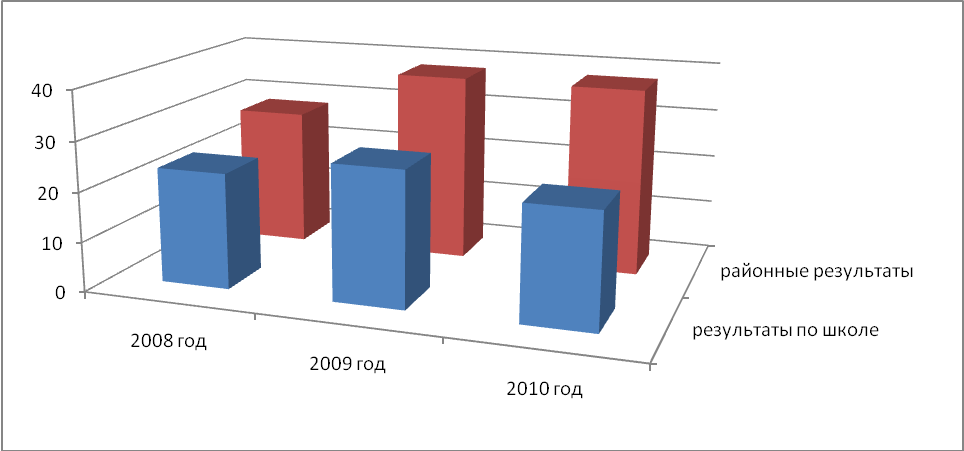 40
30
20
10
0
2008 год
2009 год
2010 год
районные результаты
результаты по школе